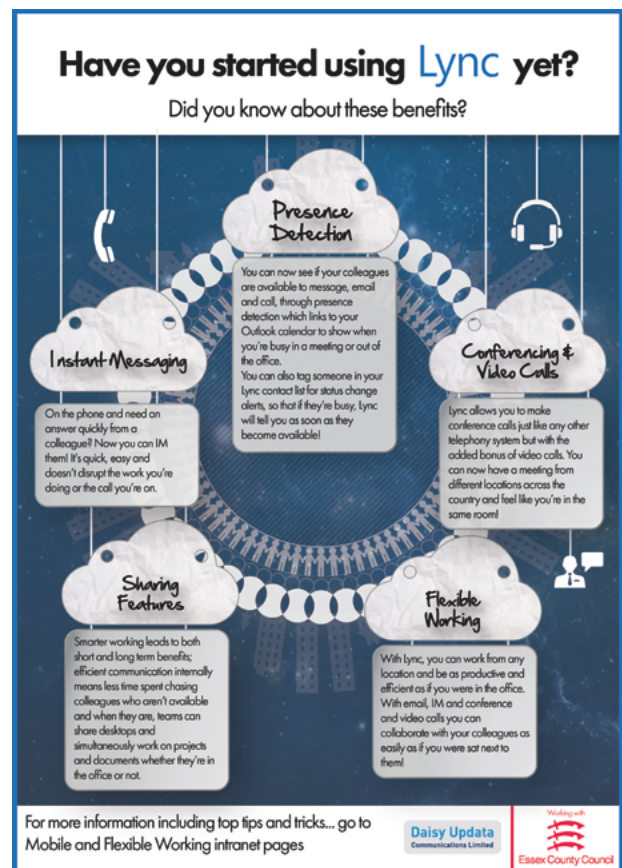 Have you started using Lync yet?
Did you know about these benefits?
Presence
Detection
You can now see if your colleagues
are available to message, email
and call, through presence
detection which links to your
Outlook calendar to show when
you're busy in a meeting or out of
the office.
You can also tag someone in your
Lync contact list for status change
alerts, so that if they're busy, Lync
will tell you as soon as they
become available!
Instant Messaging
On the phone and need an
answer quickly from a
colleague? Now you can IM
them! It's quick, easy and
doesn't disrupt the work you're
doing or the call you're on.
Conferencing &
Video Calls
Lync allows you to make
conference calls just like any other
telephony system but with the
added bonus of video calls. You
can now have a meeting from
different locations across the
country and feel like you're in the
same room!
Sharing
Features
Smarter working leads to both
short and long term benefits;
efficient communication internally
means less time spent chasing
colleagues who aren't available
and when they are, teams can
share desktops and
simultaneously work on projects
and documents whether they're in
the office or not.
Flexible
Working
With Lync, you can work from any
location and be as productive and
efficient as if you were in the office.
With email, IM and conference
and video calls you can
collaborate with your colleagues as
easily as if you were sat next to
them!
For more information including top tips and tricks... go to
Mobile and Flexible Working intranet pages
Daisy Updata
Communications Limited
Working with
Essex County Council